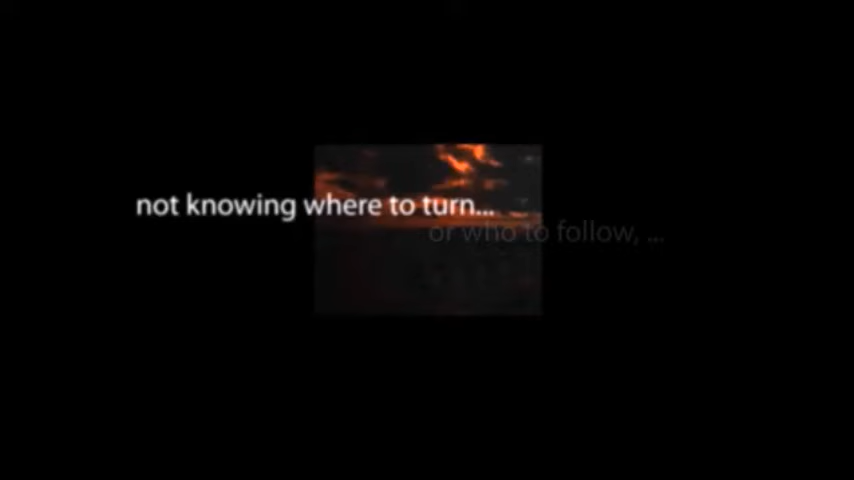 not knowing where to turn...
or who to follow, ...